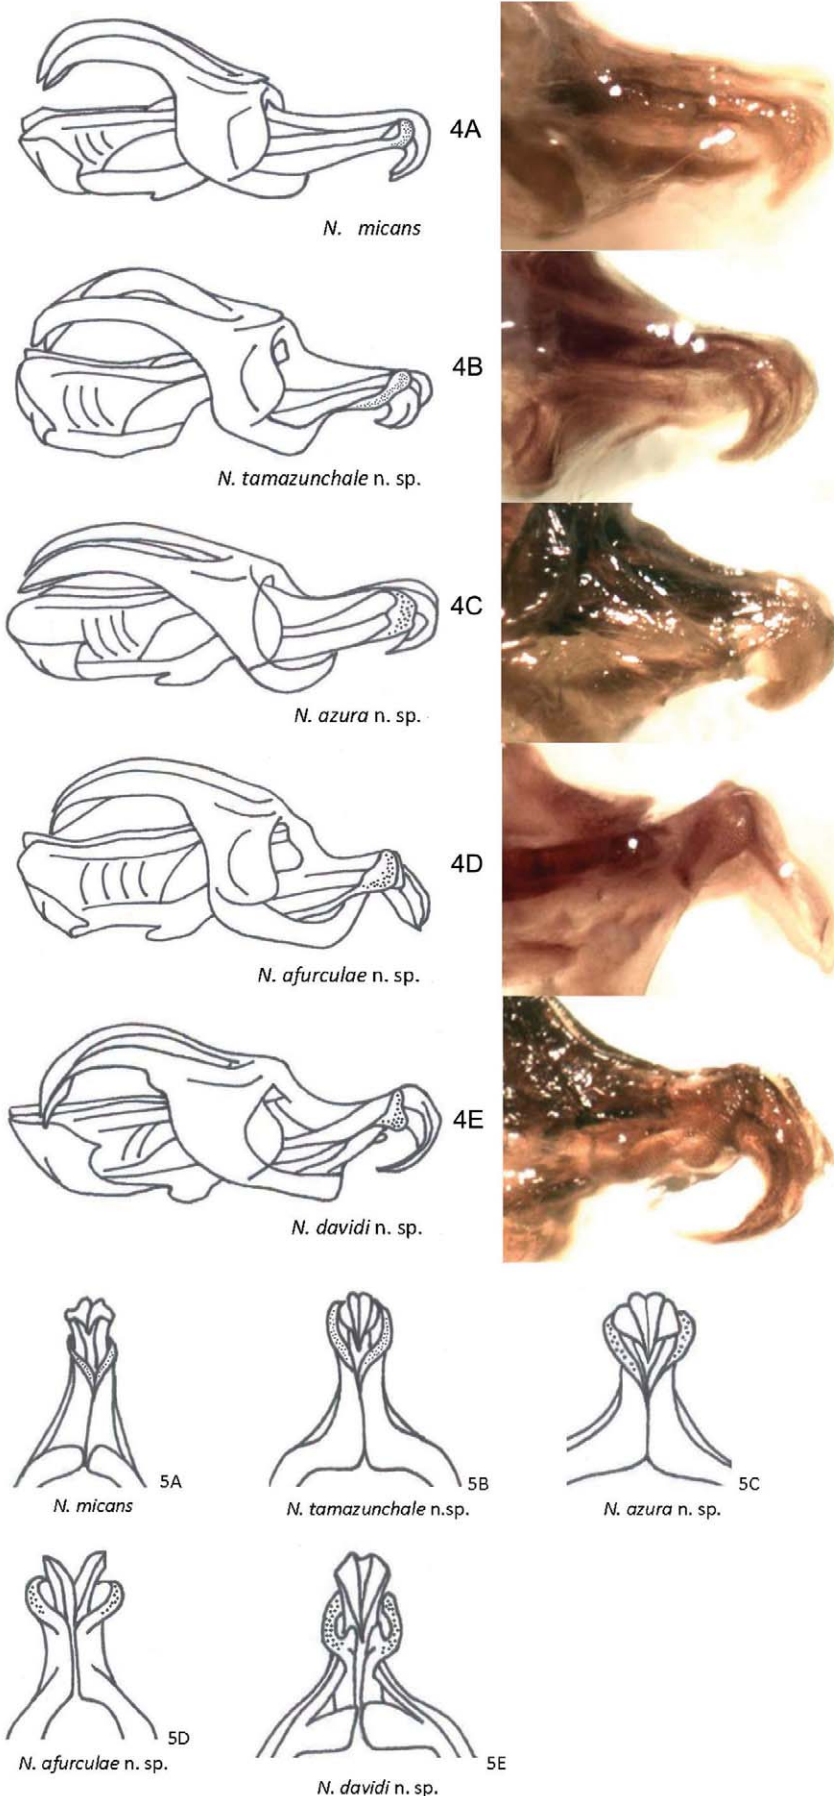 4A
N. micans
4B
N. tamazunchale n. sp.
4C
N. azura n. sp.
4D
N. afurculae n. sp.
4E
N. davidi n. sp.
5A
N. micans
5B
N. tamazunchale n.sp.
5C
N. azura n. sp.
5D
N. afurculae n. sp.
5E
N. davidi n. sp.